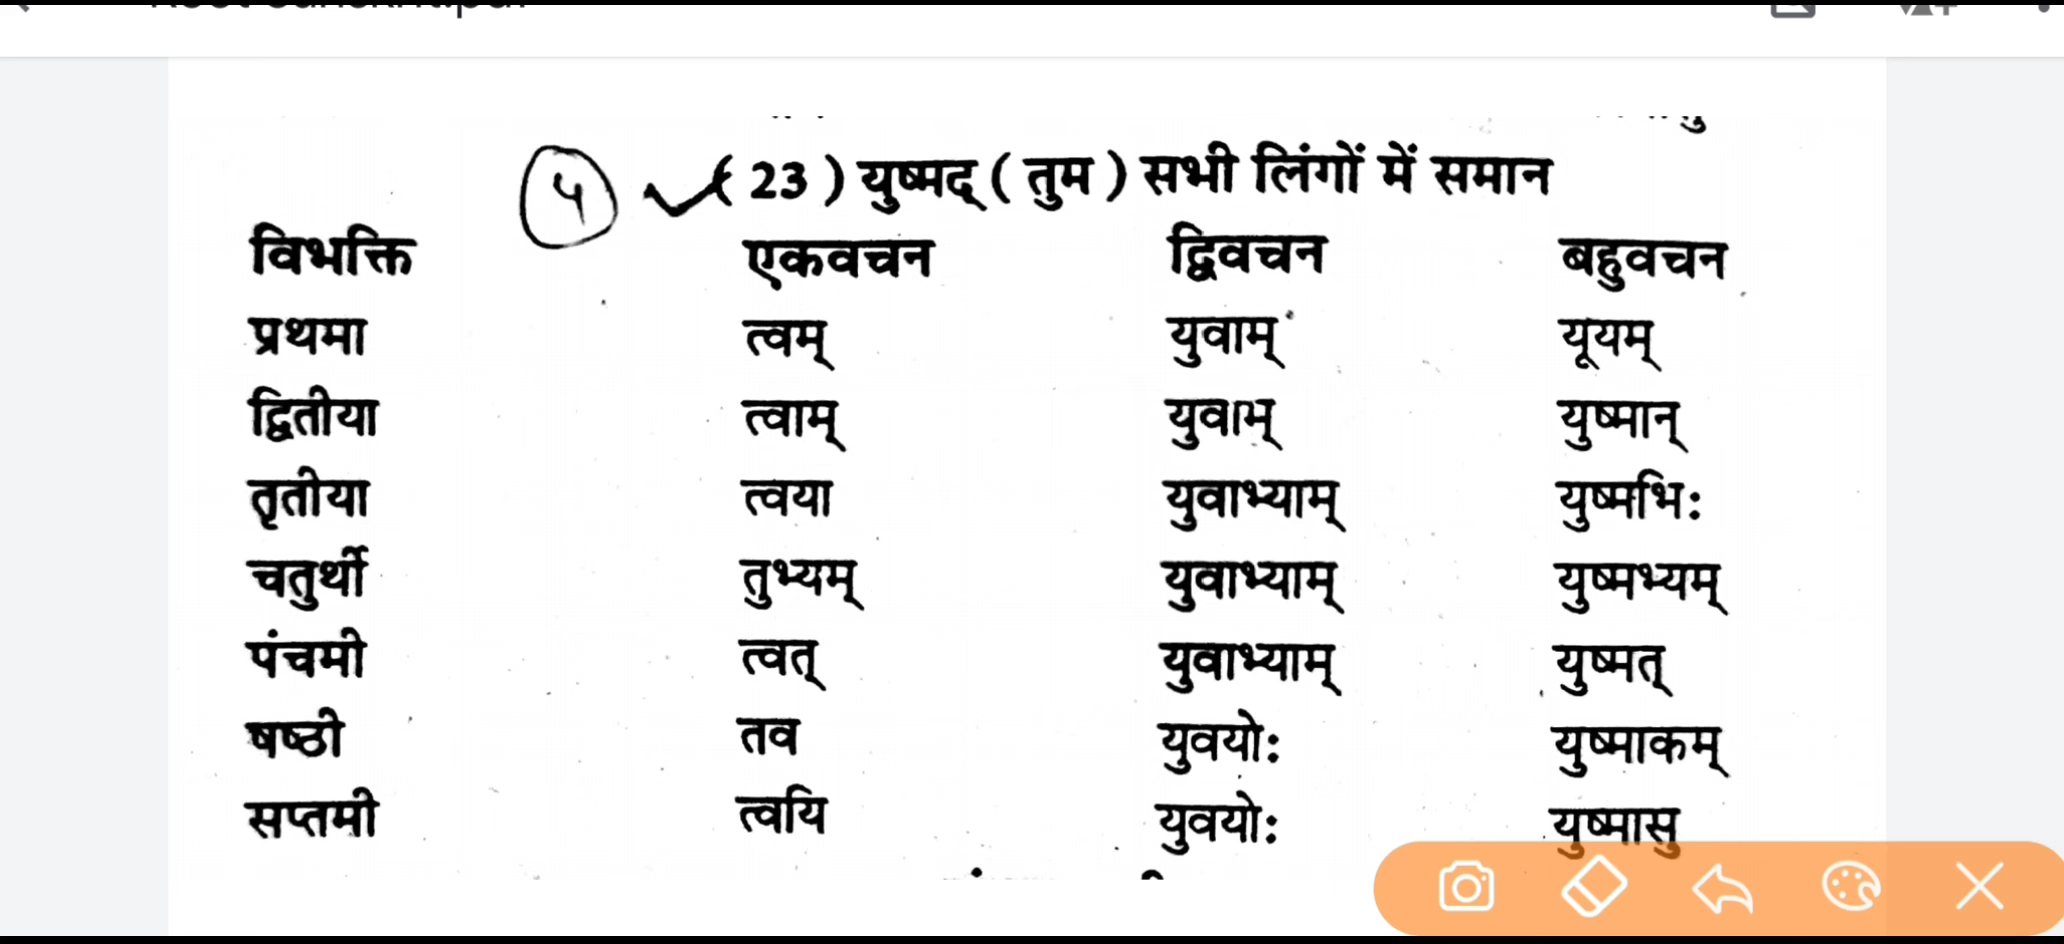 ५ (23) युष्मद् (तुम) सभी लिंगों में समान
विभक्ति एकवचन द्विवचन बहुवचन
प्रथमा त्वम् युवाम् यूयम्
द्वितीया त्वाम् युवाम् युष्मान्
तृतीया त्वया युवाभ्याम् युष्मभिः
चतुर्थी तुभ्यम् युवाभ्याम् युष्मभ्यम्
पंचमी त्वत् युवाभ्याम् युष्मत्
षष्ठी तव युवयोः युष्माकम्
सप्तमी त्वयि युवयोः युष्मासु